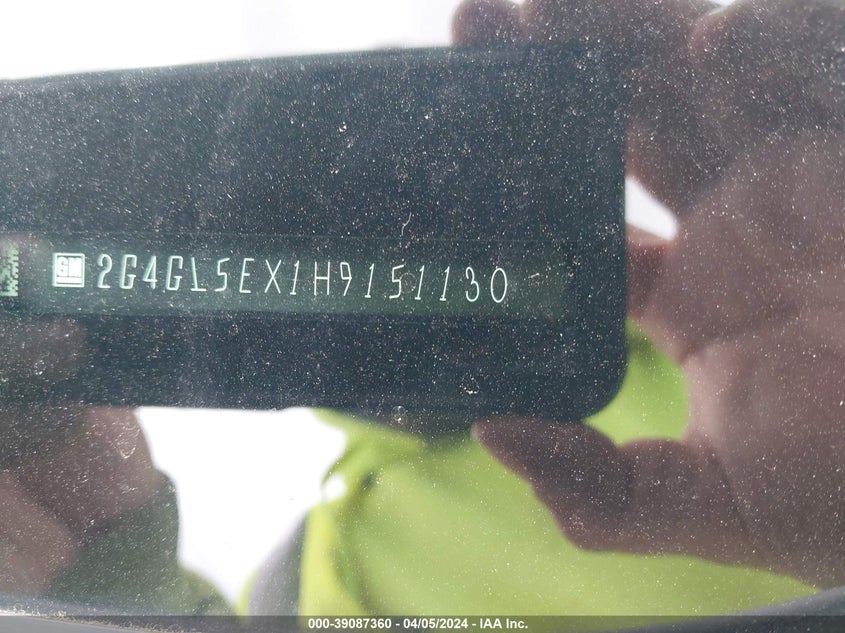 GM 2G4GL5EX1H9151130
000-39087360 — 04/05/2024 — IAA Inc.